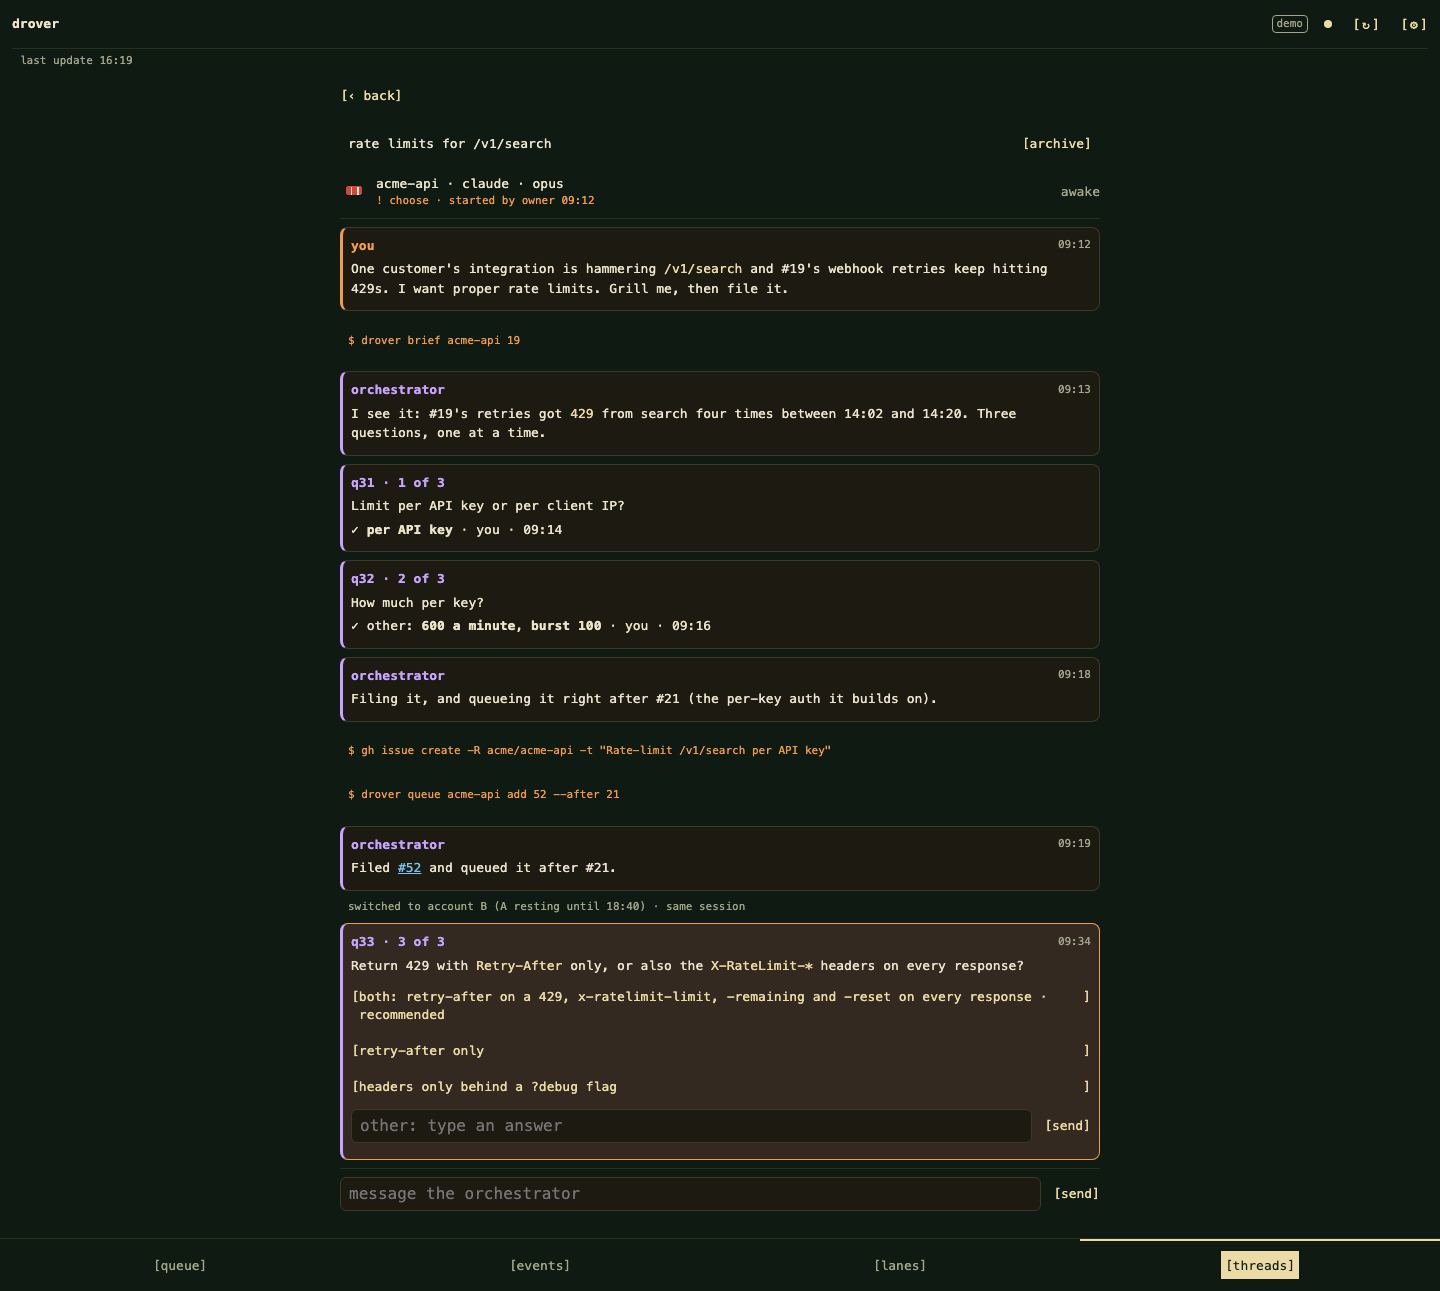 drover
demo
[↻]
[⚙]
last update 16:19
[‹ back]
rate limits for /v1/search
[archive]
acme-api · claude · opus
! choose · started by owner 09:12
awake
you
09:12
One customer's integration is hammering /v1/search and #19's webhook retries keep hitting
429s. I want proper rate limits. Grill me, then file it.
$ drover brief acme-api 19
orchestrator
09:13
I see it: #19's retries got 429 from search four times between 14:02 and 14:20. Three
questions, one at a time.
q31 · 1 of 3
Limit per API key or per client IP?
✓ per API key · you · 09:14
q32 · 2 of 3
How much per key?
✓ other: 600 a minute, burst 100 · you · 09:16
orchestrator
09:18
Filing it, and queueing it right after #21 (the per-key auth it builds on).
$ gh issue create -R acme/acme-api -t "Rate-limit /v1/search per API key"
$ drover queue acme-api add 52 --after 21
orchestrator
09:19
Filed #52 and queued it after #21.
switched to account B (A resting until 18:40) · same session
q33 · 3 of 3
09:34
Return 429 with Retry-After only, or also the X-RateLimit-* headers on every response?
[both: retry-after on a 429, x-ratelimit-limit, -remaining and -reset on every response ·
recommended ]
[retry-after only ]
[headers only behind a ?debug flag ]
other: type an answer
[send]
message the orchestrator
[send]
[queue]
[events]
[lanes]
[threads]